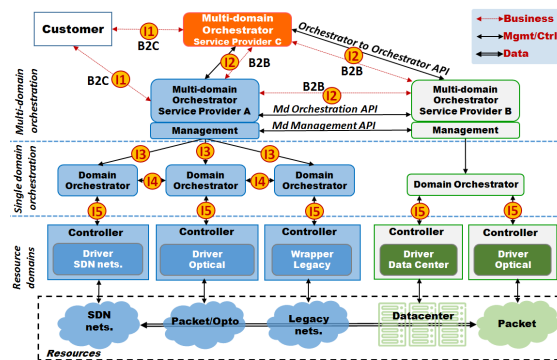 Customer
I1
B2C
Multi-domain
Orchestrator
Service Provider C
Orchestrator to Orchestrator API
Business
Mgmt/Ctrl
Data
I1
B2C
I2
B2B
I2
B2B
B2B
Multi-domain
Orchestrator
Service Provider A
Management
Md Orchestration API
Md Management API
Multi-domain
Orchestrator
Service Provider B
Management
Multi-domain
orchestration
I3
I3
I3
Single domain
orchestration
Domain
Orchestrator
I4
Domain
Orchestrator
I4
Domain
Orchestrator
Domain Orchestrator
I5
I5
I5
I5
I5
Resource
domains
Controller
Driver
SDN nets.
Controller
Driver
Optical
Controller
Wrapper
Legacy
Controller
Driver
Data Center
Controller
Driver
Optical
SDN
nets.
Packet/Opto
Legacy
nets.
Datacenter
Packet
Resources